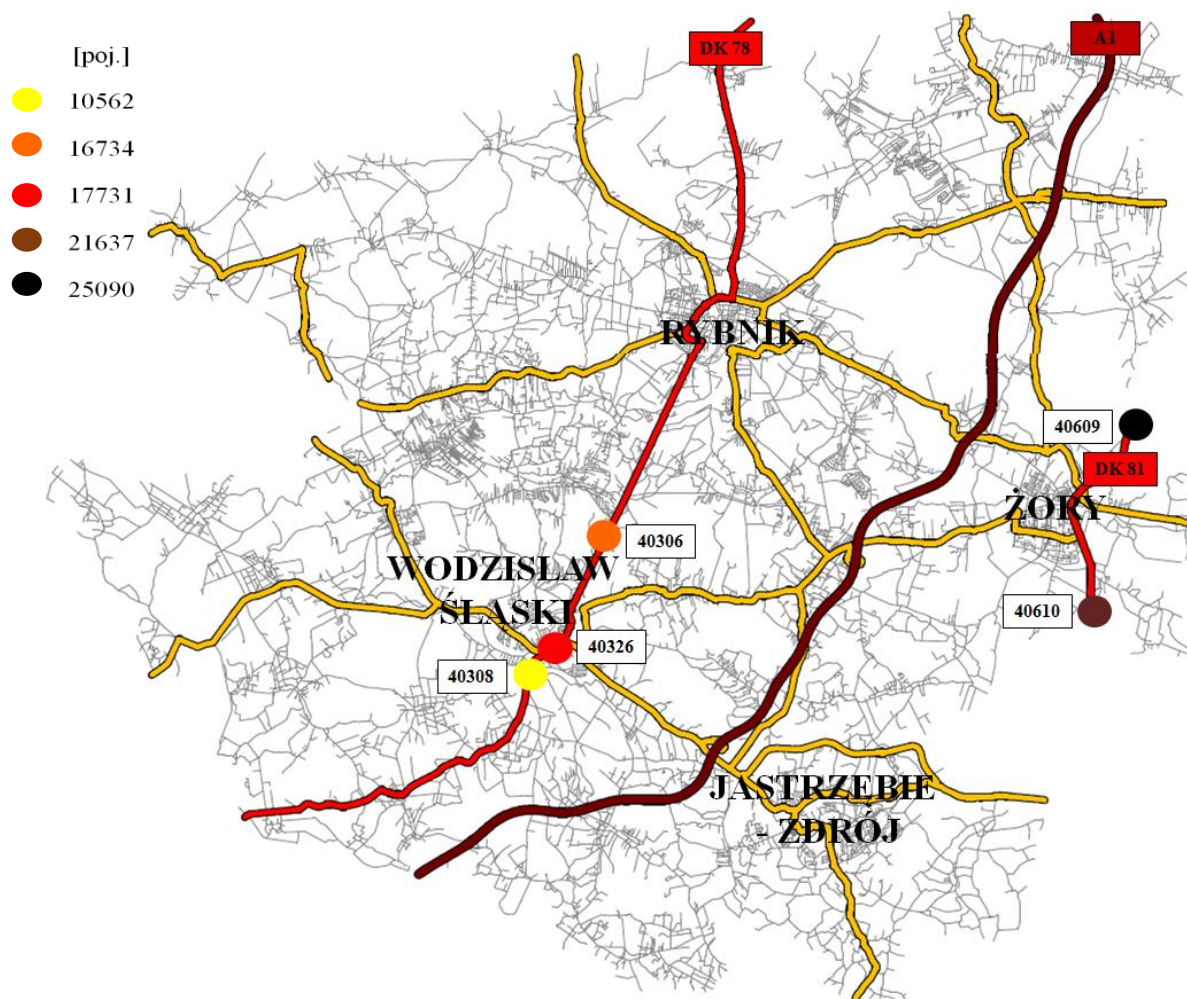 [poj.]
10562
16734
17731
21637
25090
DK 78
A1
RYBNIK
40609
DK 81
ŻORY
40306
WODZISŁAW
ŚLĄSKI
40610
40326
40308
JASTRZĘBIE
- ZDRÓJ